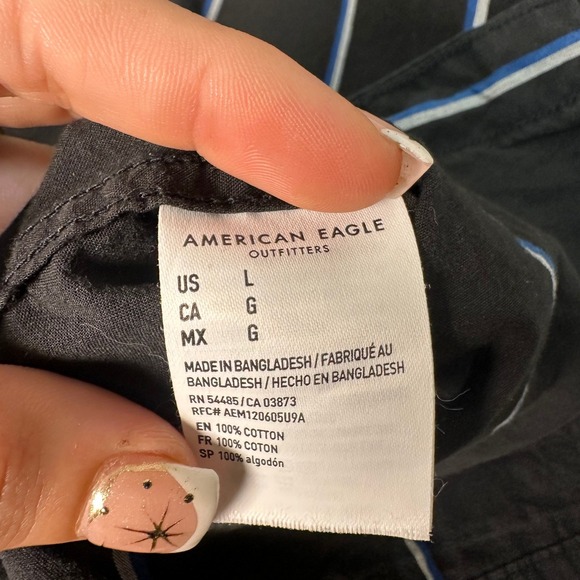 AMERICAN EAGLE
OUTFITTERS
US L
CA G
MX G
MADE IN BANGLADESH / FABRIQUÉ AU
BANGLADESH / HECHO EN BANGLADESH
RN 54485 / CA 03873
RFC# AEM120605U9A
EN 100% COTTON
FR 100% COTON
SP 100% algodón